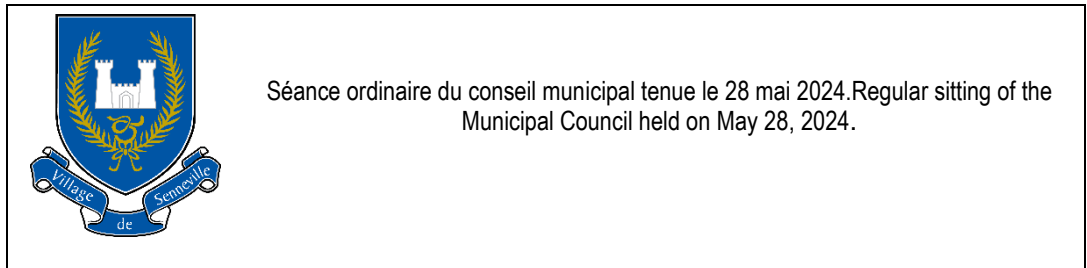 Séance ordinaire du conseil municipal tenue le 28 mai 2024.Regular sitting of the
Municipal Council held on May 28, 2024.
Village
de
Senneville